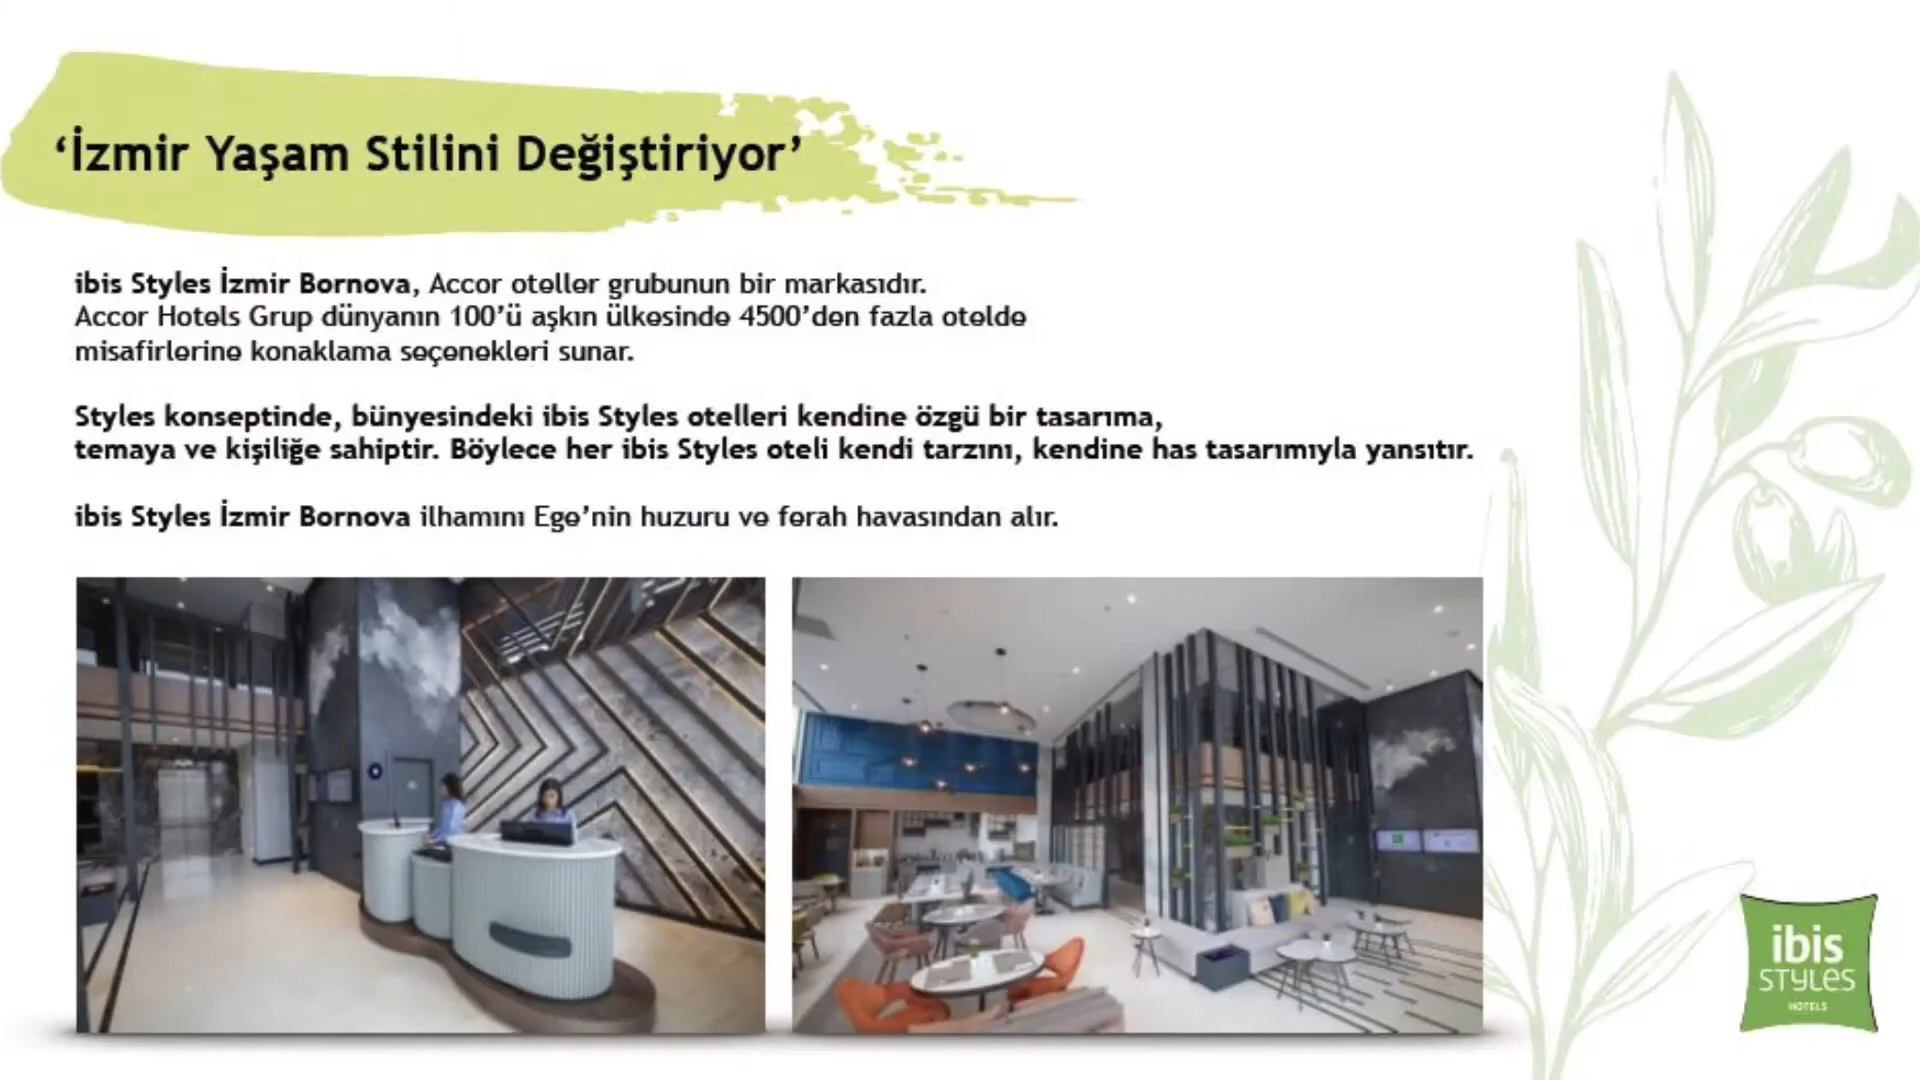 ‘İzmir Yaşam Stilini Değiştiriyor’
ibis Styles İzmir Bornova, Accor oteller grubunun bir markasıdır.
Accor Hotels Grup dünyanın 100’ü aşkın ülkesinde 4500’den fazla otelde
misafirlerine konaklama seçenekleri sunar.
Styles konseptinde, bünyesindeki ibis Styles otelleri kendine özgü bir tasarıma,
temaya ve kişiliğe sahiptir. Böylece her ibis Styles oteli kendi tarzını, kendine has tasarımıyla yansıtır.
ibis Styles İzmir Bornova ilhamını Ege’nin huzuru ve ferah havasından alır.
ibis
STYLES
HOTELS